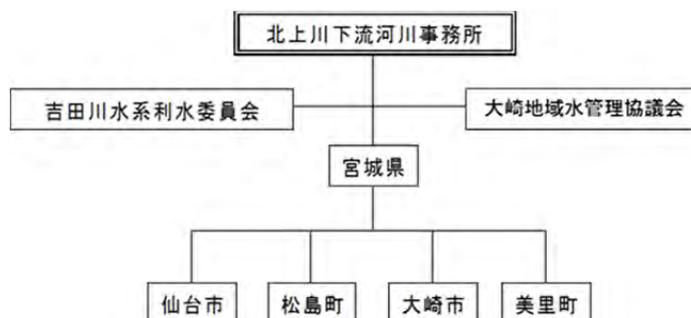 北上川下流河川事務所
吉田川水系利水委員会
大崎地域水管理協議会
宮城県
仙台市
松島町
大崎市
美里町